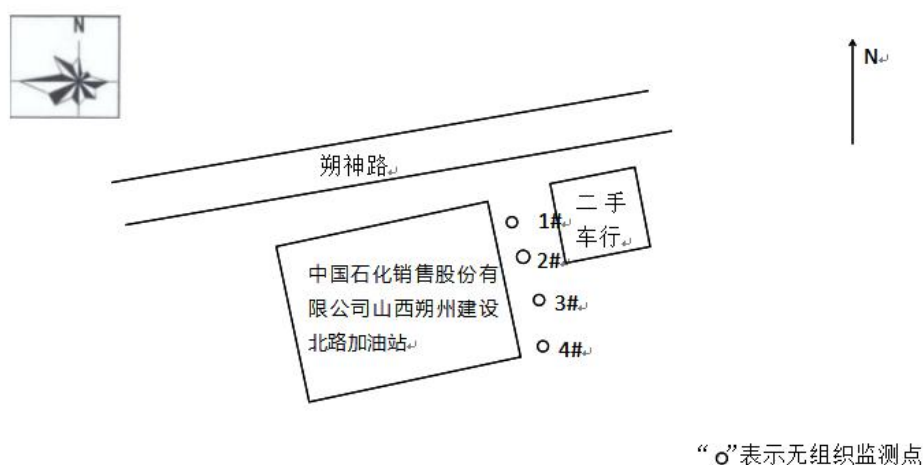 N
N
朔神路
二手
车行
1#
2#
3#
4#
中国石化销售股份有
限公司山西朔州建设
北路加油站
“o”表示无组织监测点